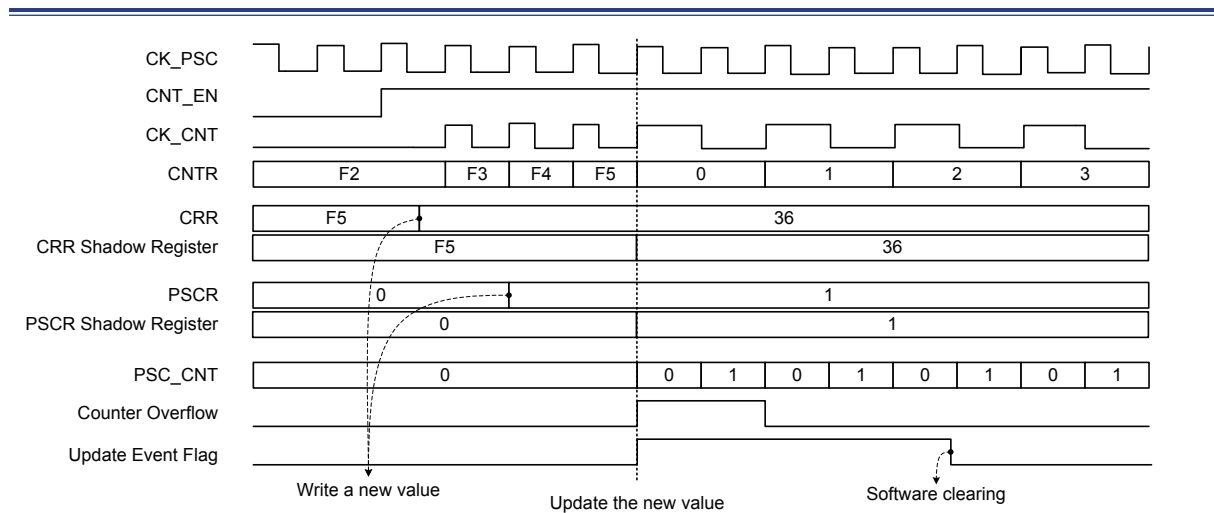 CK_PSC
CNT_EN
CK_CNT
CNTR F2 F3 F4 F5 0 1 2 3
CRR F5 36
CRR Shadow Register F5 36
PSCR 0 1
PSCR Shadow Register 0 1
PSC_CNT 0 0 1 0 1 0 1 0 1
Counter Overflow
Update Event Flag
Write a new value Update the new value Software clearing